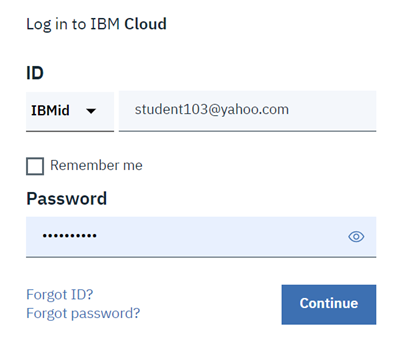 Log in to IBM Cloud
ID
IBMid student103@yahoo.com
Remember me
Password
••••••••••
Forgot ID?
Forgot password?
Continue